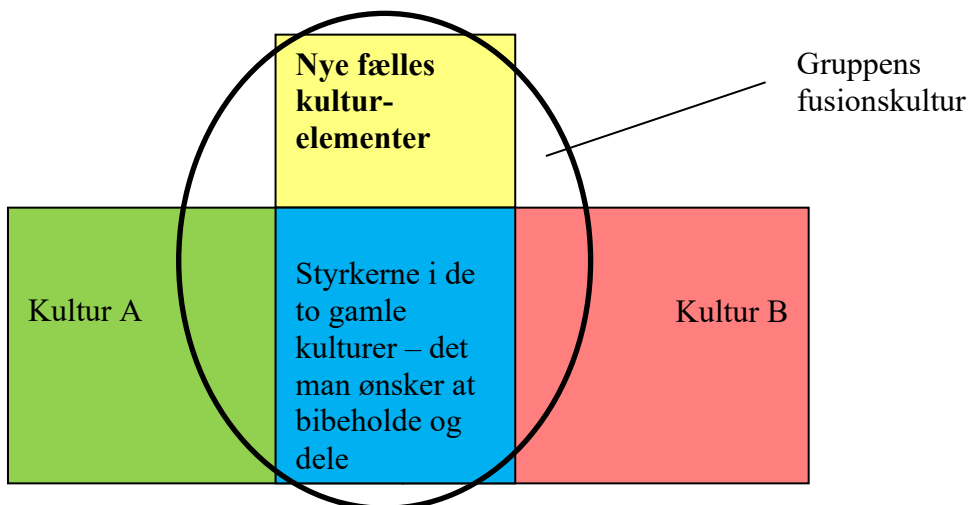 Nye fælles
kultur-
elementer
Gruppens
fusionskultur
Kultur A
Styrkerne i de
to gamle
kulturer – det
man ønsker at
bibeholde og
dele
Kultur B